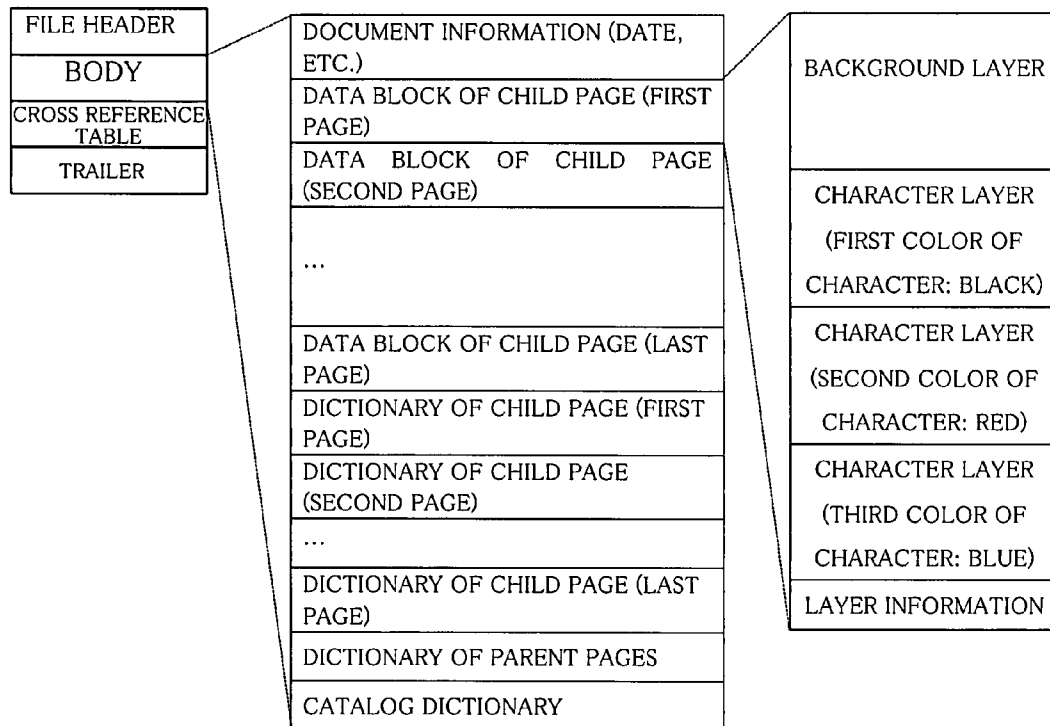 FILE HEADER
BODY
CROSS REFERENCE
TABLE
TRAILER
DOCUMENT INFORMATION (DATE,
ETC.)
DATA BLOCK OF CHILD PAGE (FIRST
PAGE)
DATA BLOCK OF CHILD PAGE
(SECOND PAGE)
...
DATA BLOCK OF CHILD PAGE (LAST
PAGE)
DICTIONARY OF CHILD PAGE (FIRST
PAGE)
DICTIONARY OF CHILD PAGE
(SECOND PAGE)
...
DICTIONARY OF CHILD PAGE (LAST
PAGE)
DICTIONARY OF PARENT PAGES
CATALOG DICTIONARY
BACKGROUND LAYER
CHARACTER LAYER
(FIRST COLOR OF
CHARACTER: BLACK)
CHARACTER LAYER
(SECOND COLOR OF
CHARACTER: RED)
CHARACTER LAYER
(THIRD COLOR OF
CHARACTER: BLUE)
LAYER INFORMATION